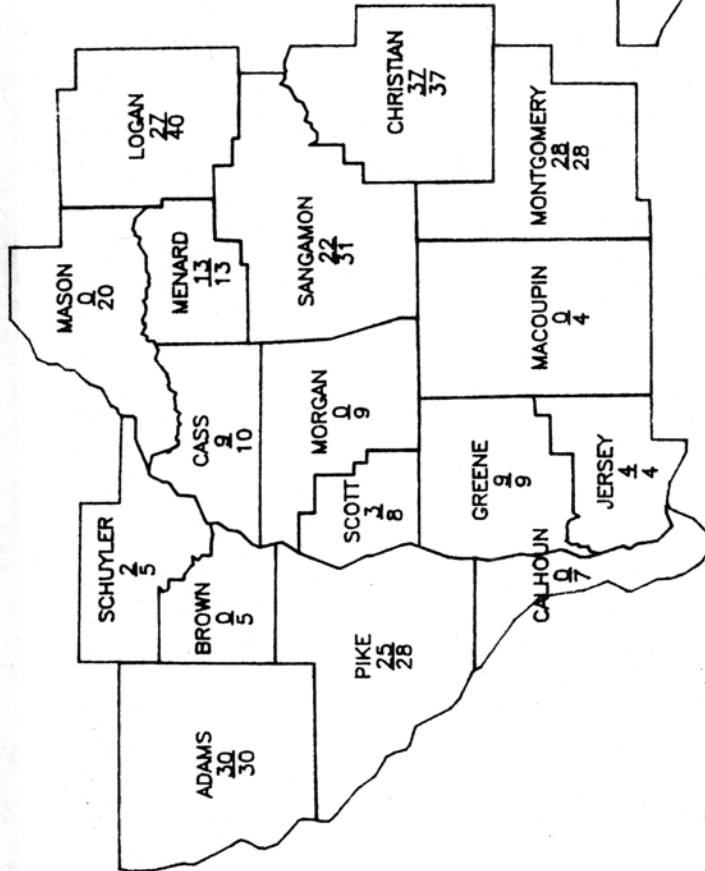 LOGAN
27
40
CHRISTIAN
37
37
MASON
0
20
MENARD
13
13
SANGAMON
22
31
MONTGOMERY
28
28
SCHUYLER
2
5
CASS
9
10
MORGAN
0
9
MACOUPIN
0
4
BROWN
0
5
SCOTT
3
8
GREENE
9
9
JERSEY
4
4
ADAMS
30
30
PIKE
25
28
CALHOUN
0
7